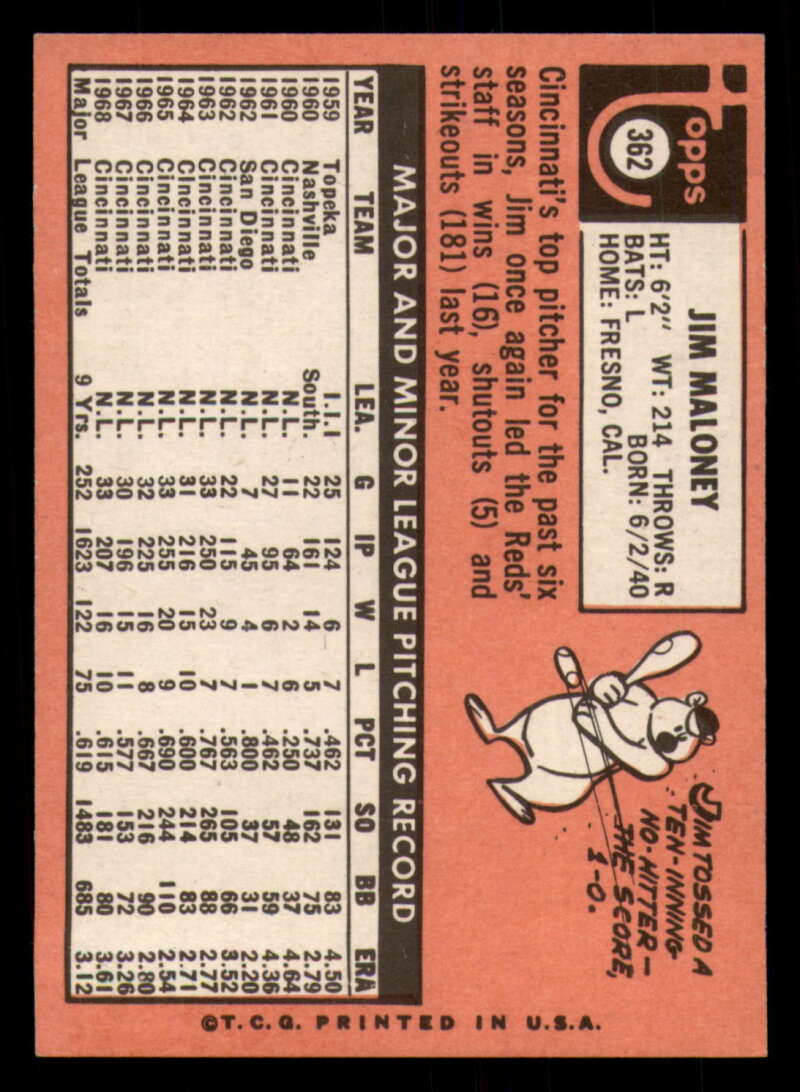 Topps
362
JIM MALONEY
HT: 6'2" WT: 214 THROWS: R
BATS: L BORN: 6/2/40
HOME: FRESNO, CAL.
Cincinnati's top pitcher for the past six
seasons, Jim once again led the Reds'
staff in wins (16), shutouts (5) and
strikeouts (181) last year.
JIM TOSSED A
TEN-INNING
NO-HITTER—
THE SCORE,
1-0.
MAJOR AND MINOR LEAGUE PITCHING RECORD
YEAR TEAM LEA. G IP W L PCT SO BB ERA
1959 Topeka I.I.I 25 124 6 7 .462 131 83 4.50
1960 Nashville South. 22 161 14 5 .737 162 75 2.79
1960 Cincinnati N.L. 11 64 2 6 .250 48 37 4.64
1961 Cincinnati N.L. 27 95 6 7 .462 57 59 4.36
1962 San Diego N.L. 7 45 4 1 .800 37 31 2.20
1962 Cincinnati N.L. 22 115 9 7 .563 105 66 3.52
1963 Cincinnati N.L. 33 250 23 7 .767 265 88 2.77
1964 Cincinnati N.L. 31 216 15 10 .600 214 83 2.71
1965 Cincinnati N.L. 33 255 20 9 .690 244 110 2.54
1966 Cincinnati N.L. 32 225 16 8 .667 216 90 2.80
1967 Cincinnati N.L. 30 196 15 11 .577 153 72 3.26
1968 Cincinnati N.L. 33 207 16 10 .615 181 80 3.61
Major League Totals 9 Yrs. 252 1623 122 75 .619 1483 685 3.12
©T.C.G. PRINTED IN U.S.A.